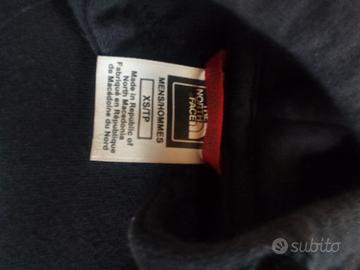 THE
NORTH
FACE
MENS/HOMMES
XS/TP
Made in Republic of
North Macedonia
Fabriqué en République
de Macédoine du Nord
subito